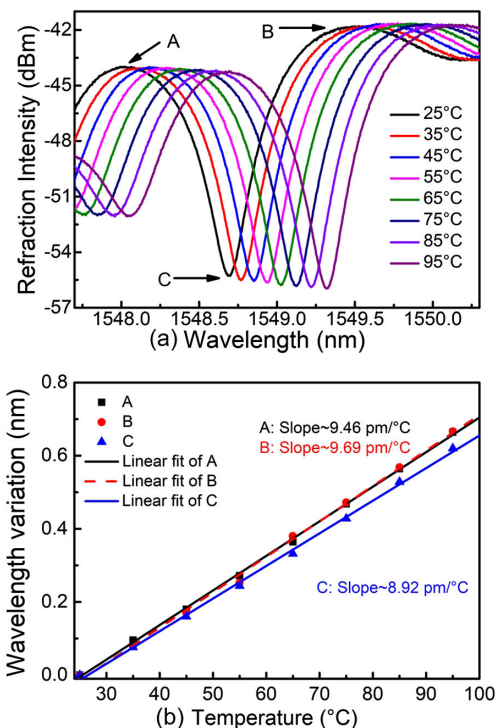 -42
-45
-48
-51
-54
-57
Refraction Intensity (dBm)
A
B
C
25°C
35°C
45°C
55°C
65°C
75°C
85°C
95°C
1548.0 1548.5 1549.0 1549.5 1550.0
(a) Wavelength (nm)
0.8
0.6
0.4
0.2
0.0
Wavelength variation (nm)
A
B
C
Linear fit of A
Linear fit of B
Linear fit of C
A: Slope~9.46 pm/°C
B: Slope~9.69 pm/°C
C: Slope~8.92 pm/°C
30 40 50 60 70 80 90 100
(b) Temperature (°C)